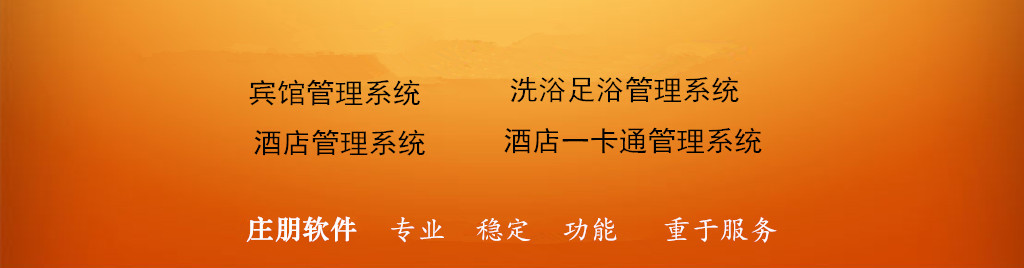 宾馆管理系统 洗浴足浴管理系统
酒店管理系统 酒店一卡通管理系统
庄朋软件 专业 稳定 功能 重于服务